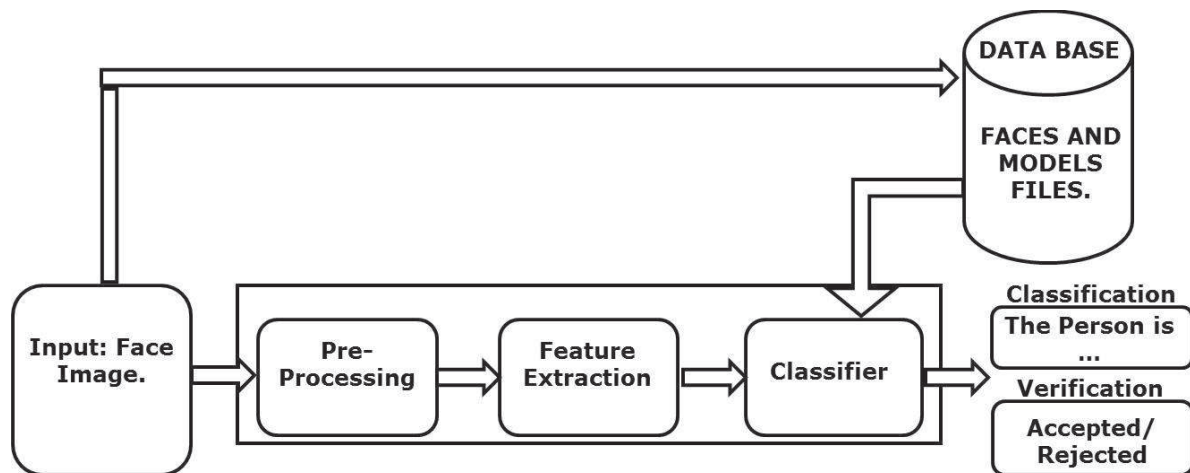 DATA BASE
FACES AND
MODELS
FILES.
Input: Face
Image.
Pre-
Processing
Feature
Extraction
Classifier
Classification
The Person is
...
Verification
Accepted/
Rejected